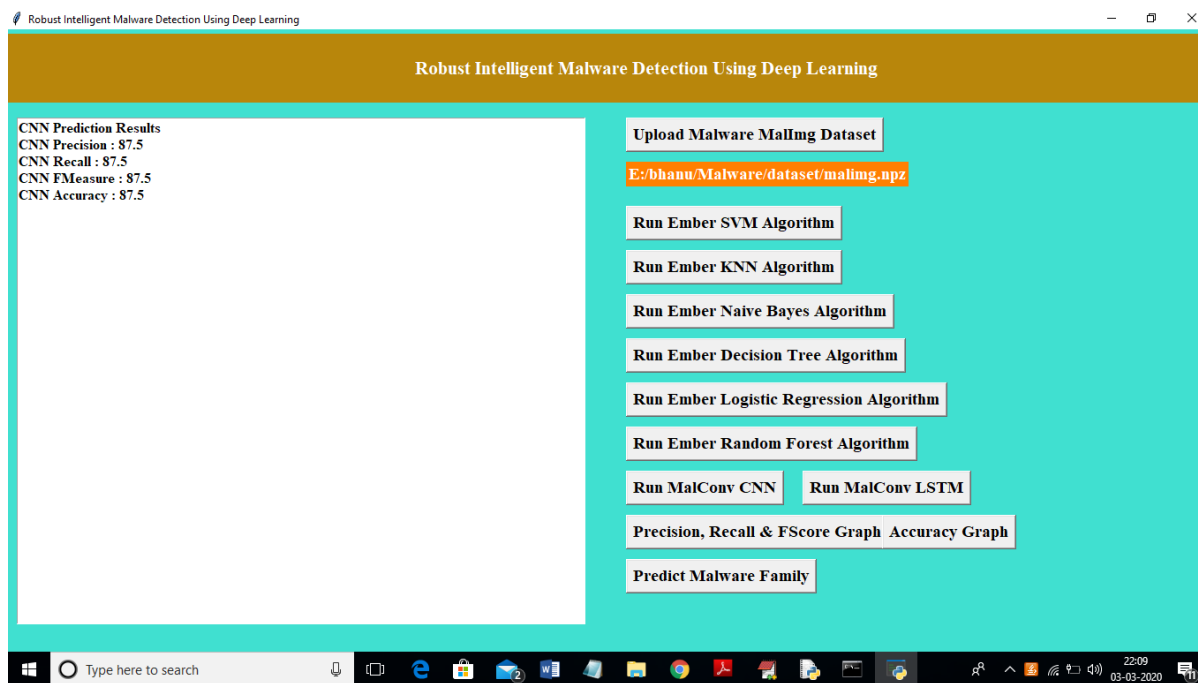 Robust Intelligent Malware Detection Using Deep Learning
Robust Intelligent Malware Detection Using Deep Learning
CNN Prediction Results
CNN Precision : 87.5
CNN Recall : 87.5
CNN FMeasure : 87.5
CNN Accuracy : 87.5
Upload Malware MalImg Dataset
E:/bhanu/Malware/dataset/malimg.npz
Run Ember SVM Algorithm
Run Ember KNN Algorithm
Run Ember Naive Bayes Algorithm
Run Ember Decision Tree Algorithm
Run Ember Logistic Regression Algorithm
Run Ember Random Forest Algorithm
Run MalConv CNN Run MalConv LSTM
Precision, Recall & FScore Graph Accuracy Graph
Predict Malware Family
Type here to search
22:09
03-03-2020